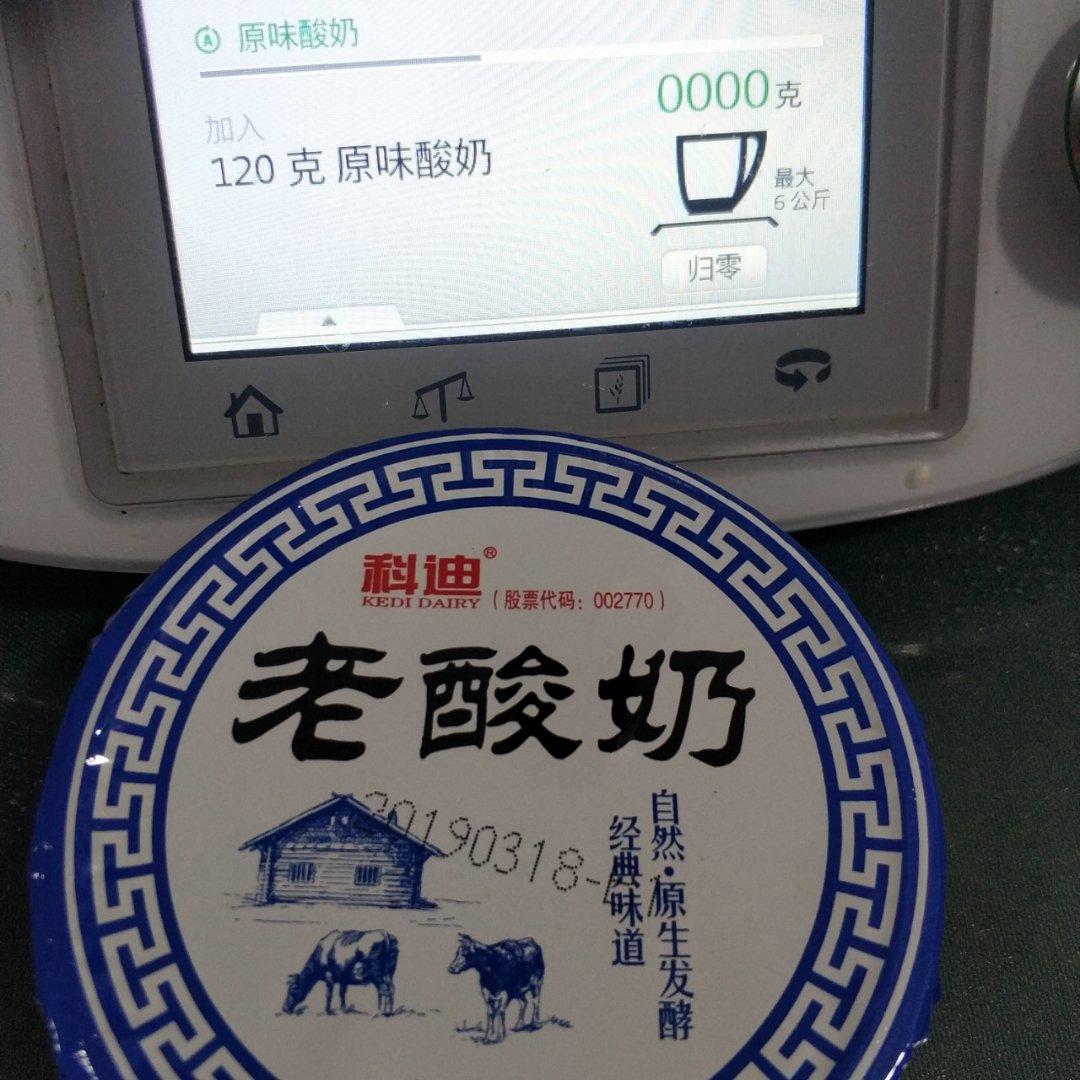 原味酸奶
0000克
加入
120 克 原味酸奶
最大
6 公斤
归零
科迪®
KEDI DAIRY (股票代码：002770)
老酸奶
20190318-
自然·原生发酵
经典味道